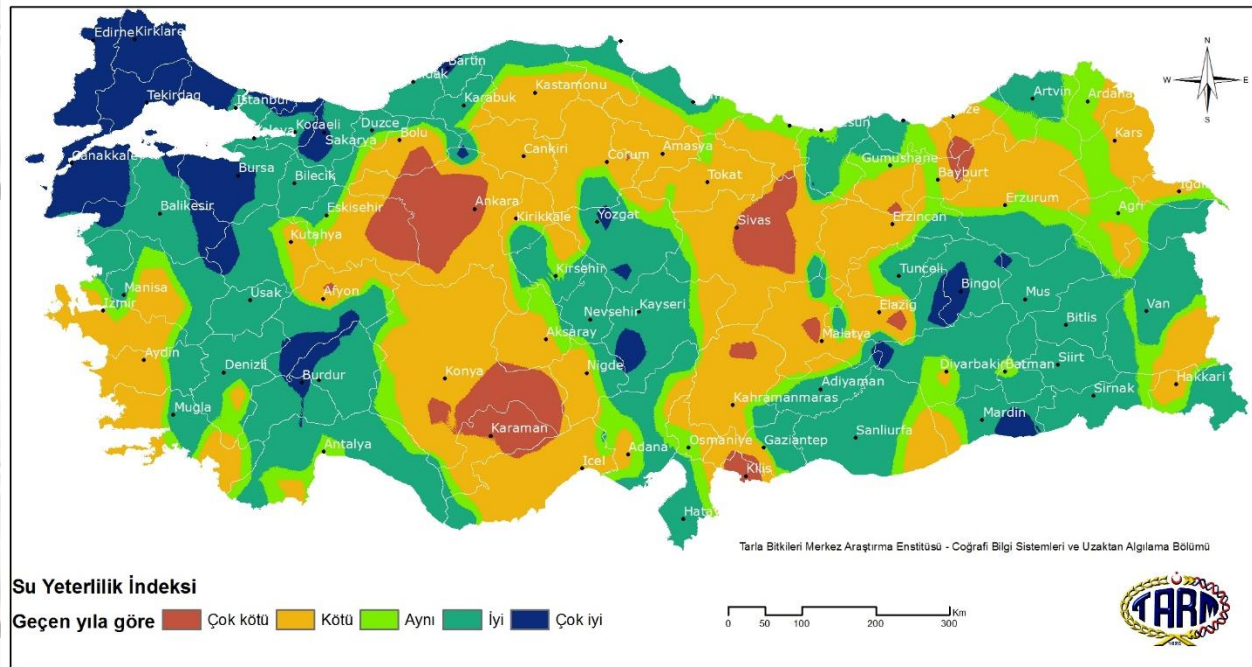 Edirne Kirklare
Bartin
Tekirdag
Istanbul
Kastamonu
Karabuk
Artvin
Ardaha
Kocaeli
Duzce
Bolu
Kars
Sakarya
Canakkale
Cankiri
Corum
Amasya
Gumushane
Bursa
Bilecik
Tokat
Bayburt
Igdi
Balikesir
Eskisehir
Ankara
Kirikkale
Yozgat
Sivas
Erzincan
Erzurum
Agri
Kutahya
Kirsehir
Tunceli
Bingol
Mus
Manisa
Usak
Afyon
Izmir
Nevsehir
Kayseri
Elazig
Van
Bitlis
Aksaray
Malatya
Aydin
Denizli
Burdur
Konya
Nigde
Diyarbakir
Batman
Siirt
Hakkari
Adiyaman
Sirnak
Mugla
Kahramanmaras
Mardin
Karaman
Sanliurfa
Antalya
Icel
Adana
Osmaniye
Gaziantep
Kilis
Hata
N
W E
S
Tarla Bitkileri Merkez Araştırma Enstitüsü - Coğrafi Bilgi Sistemleri ve Uzaktan Algılama Bölümü
Su Yeterlilik İndeksi
Geçen yıla göre Çok kötü Kötü Aynı İyi Çok iyi
0 50 100 200 300 Km
TARM